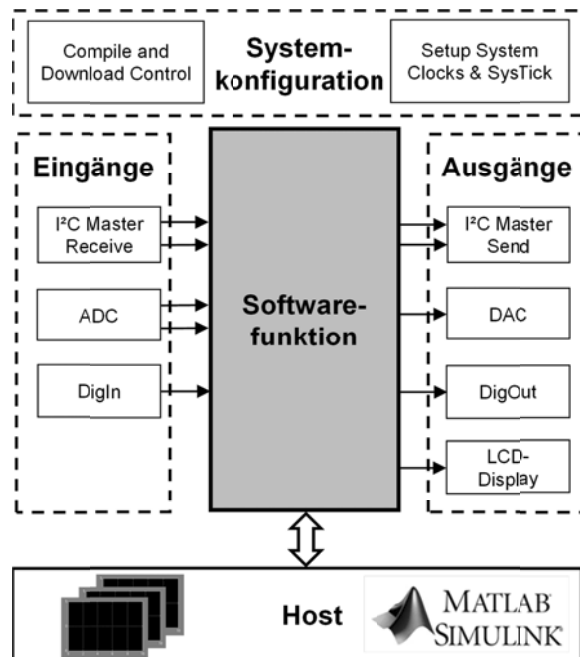 Compile and
Download Control
System-
konfiguration
Setup System
Clocks & SysTick
Eingänge
I²C Master
Receive
ADC
DigIn
Software-
funktion
Ausgänge
I²C Master
Send
DAC
DigOut
LCD-
Display
Host
MATLAB
SIMULINK®